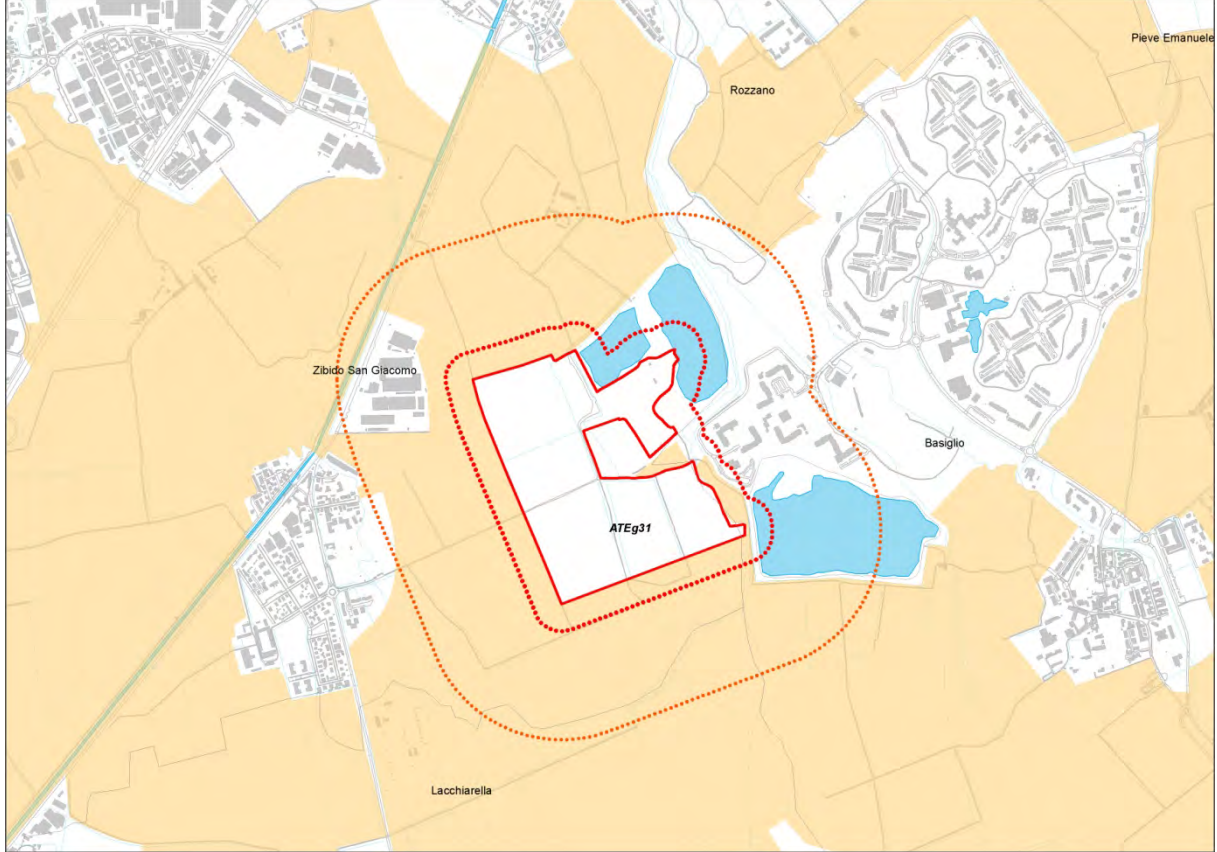 Pieve Emanuele
Rozzano
Zibido San Giacomo
Basiglio
ATEg31
Lacchiarella